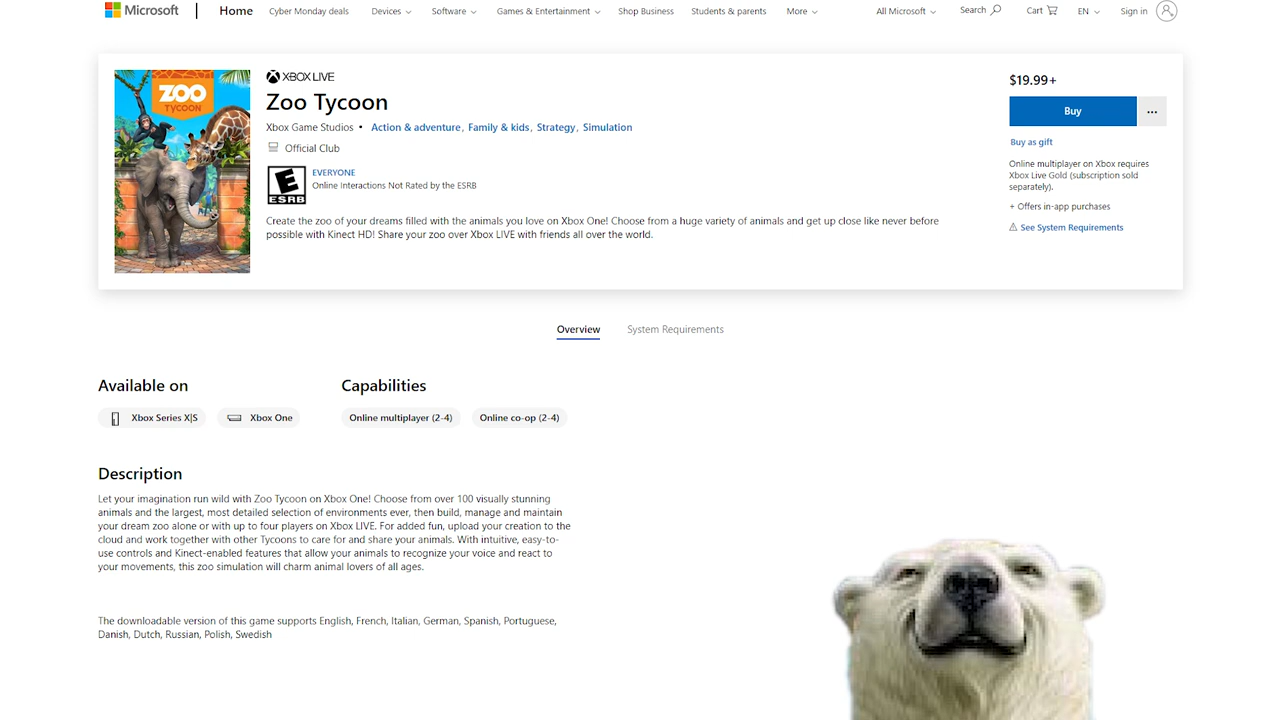 Microsoft
Home
Cyber Monday deals
Devices
Software
Games & Entertainment
Shop Business
Students & parents
More
All Microsoft
Search
Cart
EN
Sign in
ZOO
TYCOON
XBOX LIVE
Zoo Tycoon
Xbox Game Studios • Action & adventure, Family & kids, Strategy, Simulation
Official Club
E
ESRB
EVERYONE
Online Interactions Not Rated by the ESRB
Create the zoo of your dreams filled with the animals you love on Xbox One! Choose from a huge variety of animals and get up close like never before
possible with Kinect HD! Share your zoo over Xbox LIVE with friends all over the world.
$19.99+
Buy
...
Buy as gift
Online multiplayer on Xbox requires
Xbox Live Gold (subscription sold
separately).
+ Offers in-app purchases
See System Requirements
Overview
System Requirements
Available on
Xbox Series X|S
Xbox One
Capabilities
Online multiplayer (2-4)
Online co-op (2-4)
Description
Let your imagination run wild with Zoo Tycoon on Xbox One! Choose from over 100 visually stunning
animals and the largest, most detailed selection of environments ever, then build, manage and maintain
your dream zoo alone or with up to four players on Xbox LIVE. For added fun, upload your creation to the
cloud and work together with other Tycoons to care for and share your animals. With intuitive, easy-to-
use controls and Kinect-enabled features that allow your animals to recognize your voice and react to
your movements, this zoo simulation will charm animal lovers of all ages.
The downloadable version of this game supports English, French, Italian, German, Spanish, Portuguese,
Danish, Dutch, Russian, Polish, Swedish